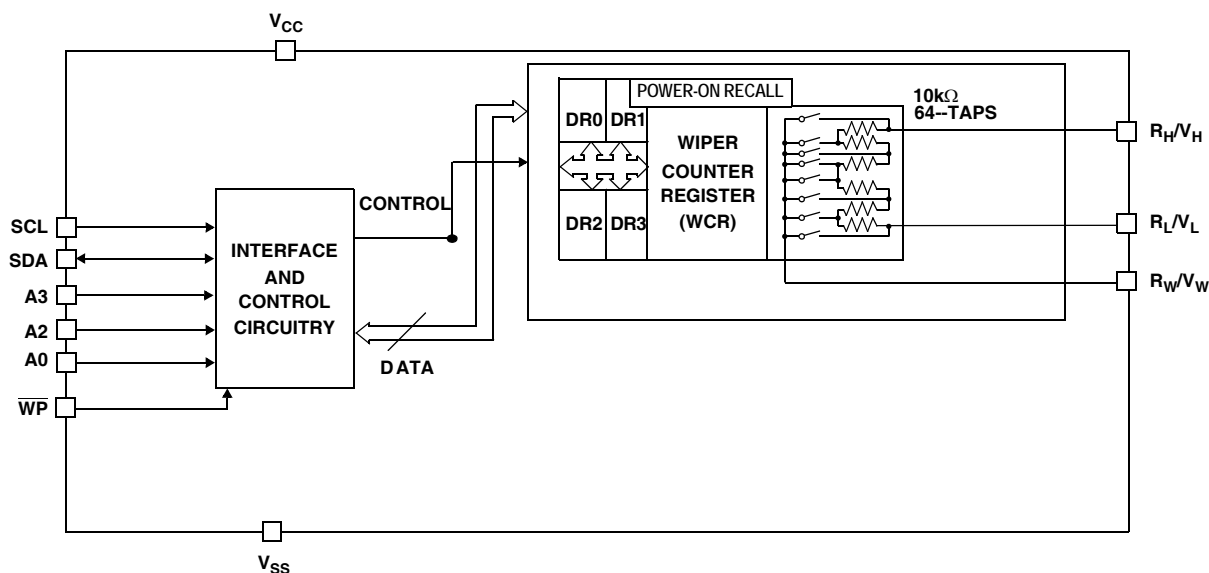 VCC
POWER-ON RECALL
10kΩ
64--TAPS
DR0 DR1
WIPER
COUNTER
REGISTER
(WCR)
DR2 DR3
RH/VH
RL/VL
RW/VW
CONTROL
SCL
SDA
A3
A2
A0
WP
INTERFACE
AND
CONTROL
CIRCUITRY
DATA
VSS